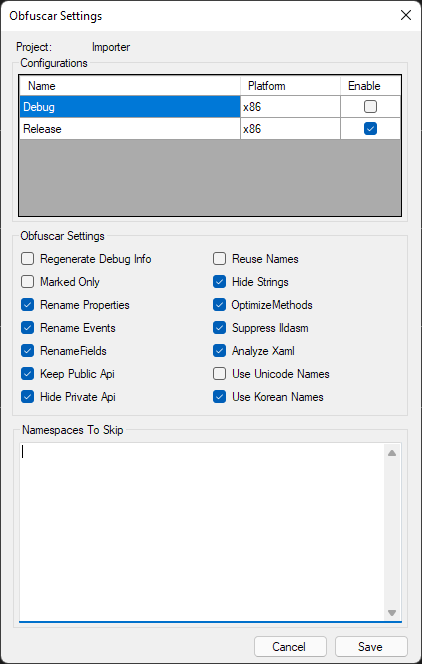 Obfuscar Settings
Project: Importer
Configurations
Name Platform Enable
Debug x86
Release x86
Obfuscar Settings
Regenerate Debug Info Reuse Names
Marked Only Hide Strings
Rename Properties OptimizeMethods
Rename Events Suppress Ildasm
RenameFields Analyze Xaml
Keep Public Api Use Unicode Names
Hide Private Api Use Korean Names
Namespaces To Skip
Cancel Save